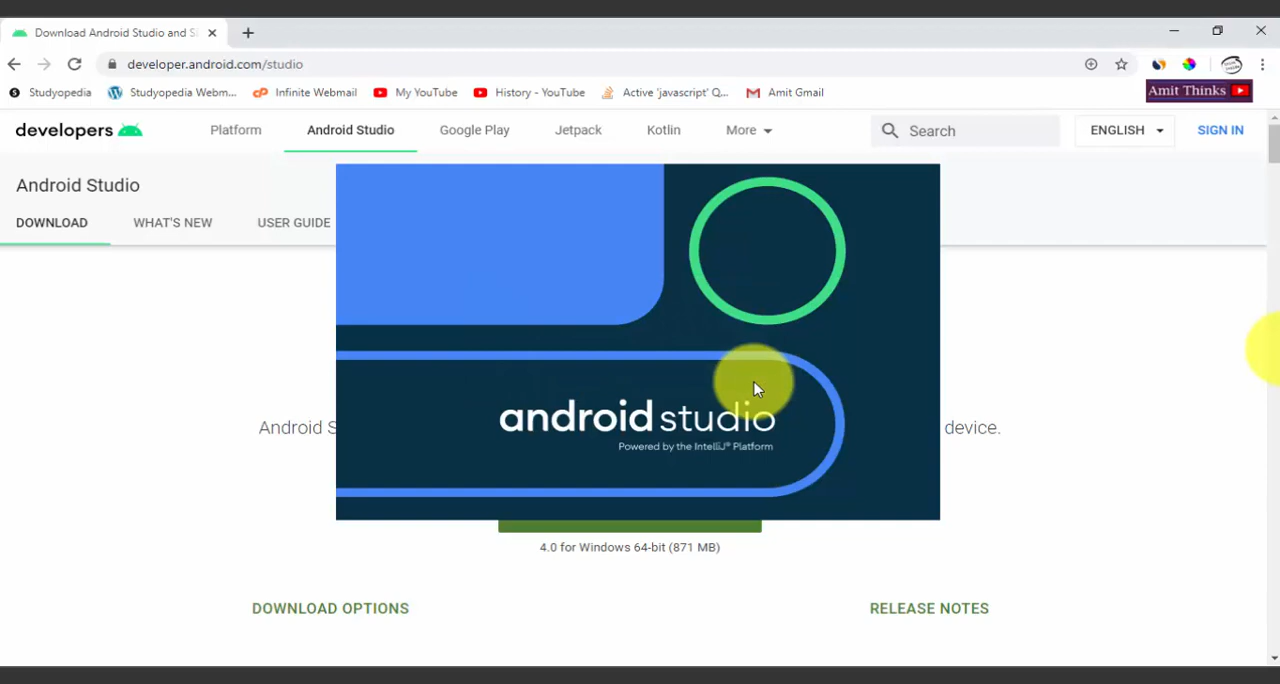 Download Android Studio and S
developer.android.com/studio
Studyopedia
Studyopedia Webm...
Infinite Webmail
My YouTube
History - YouTube
Active 'javascript' Q...
Amit Gmail
Amit Thinks
developers
Platform
Android Studio
Google Play
Jetpack
Kotlin
More
Search
ENGLISH
SIGN IN
Android Studio
DOWNLOAD
WHAT'S NEW
USER GUIDE
android studio
Powered by the IntelliJ® Platform
Android S
device.
4.0 for Windows 64-bit (871 MB)
DOWNLOAD OPTIONS
RELEASE NOTES